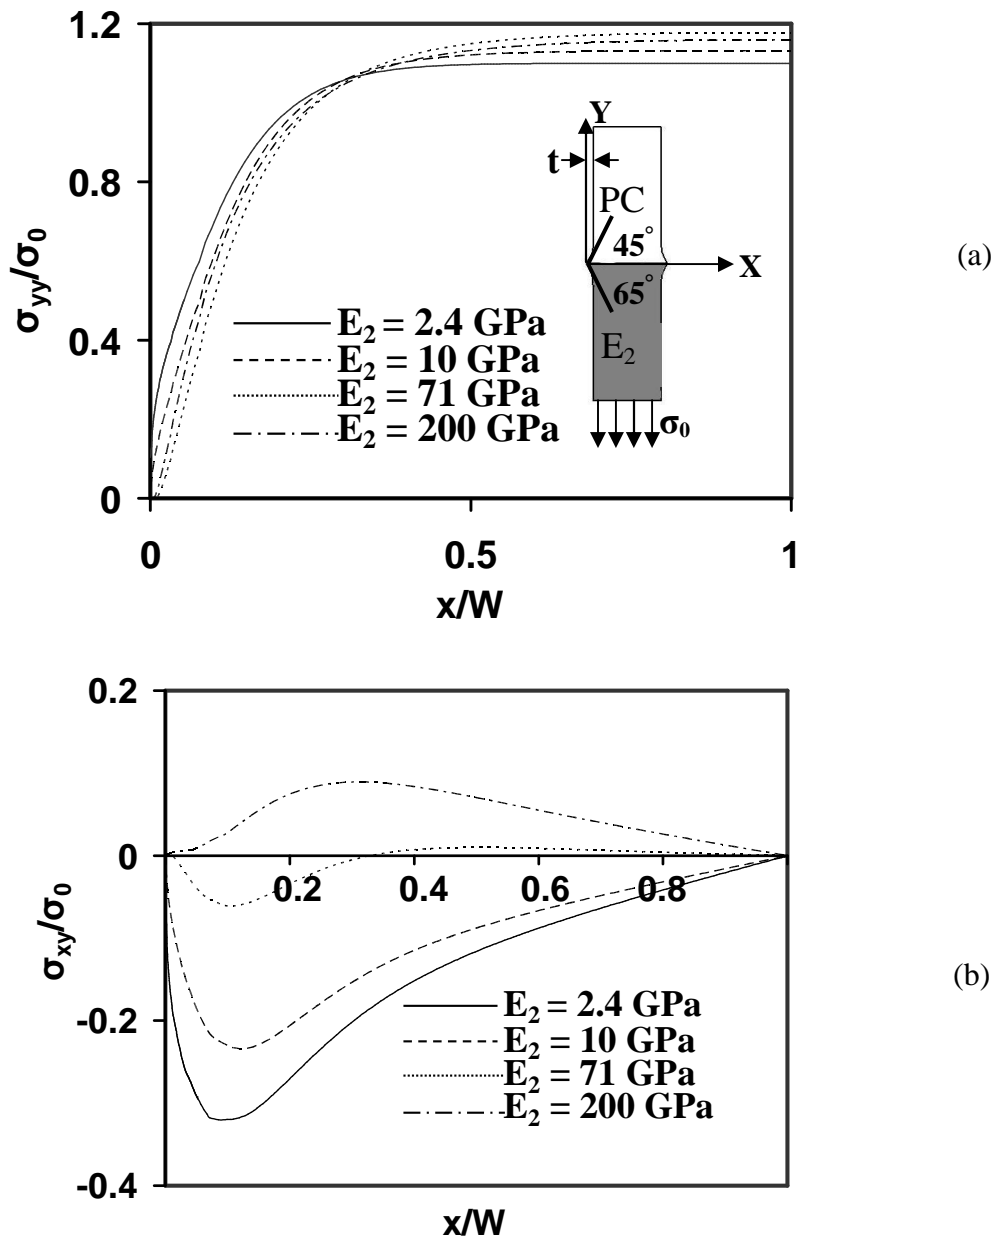 1.2
0.8
0.4
0
σyy/σ0
0
0.5
1
x/W
E2 = 2.4 GPa
E2 = 10 GPa
E2 = 71 GPa
E2 = 200 GPa
Y
t
PC
45°
X
65°
E2
σ0
(a)
0.2
0
-0.2
-0.4
σxy/σ0
0.2
0.4
0.6
0.8
E2 = 2.4 GPa
E2 = 10 GPa
E2 = 71 GPa
E2 = 200 GPa
x/W
(b)